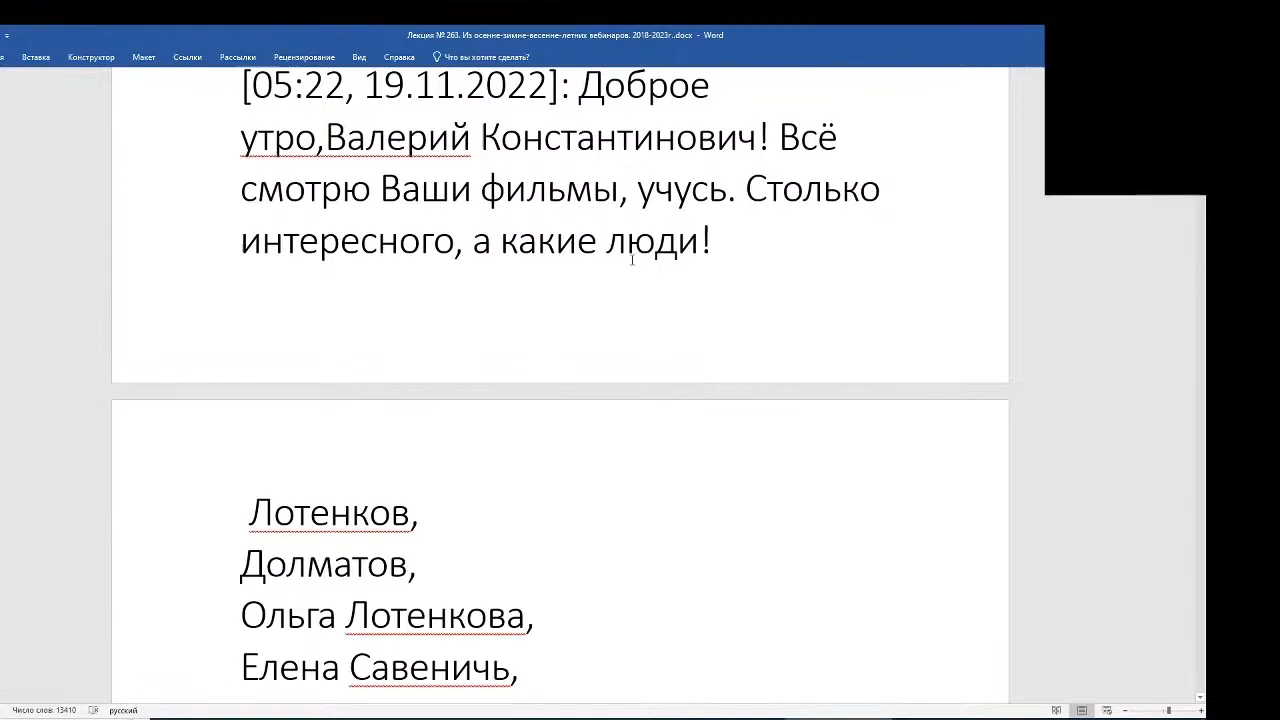 Лекция № 263. Из осенне-зимне-весенне-летних вебинаров. 2018-2023г..docx - Word
я Вставка Конструктор Макет Ссылки Рассылки Рецензирование Вид Справка Что вы хотите сделать?
[05:22, 19.11.2022]: Доброе
утро,Валерий Константинович! Всё
смотрю Ваши фильмы, учусь. Столько
интересного, а какие люди!
Лотенков,
Долматов,
Ольга Лотенкова,
Елена Савеничь,
Число слов: 13410 русский